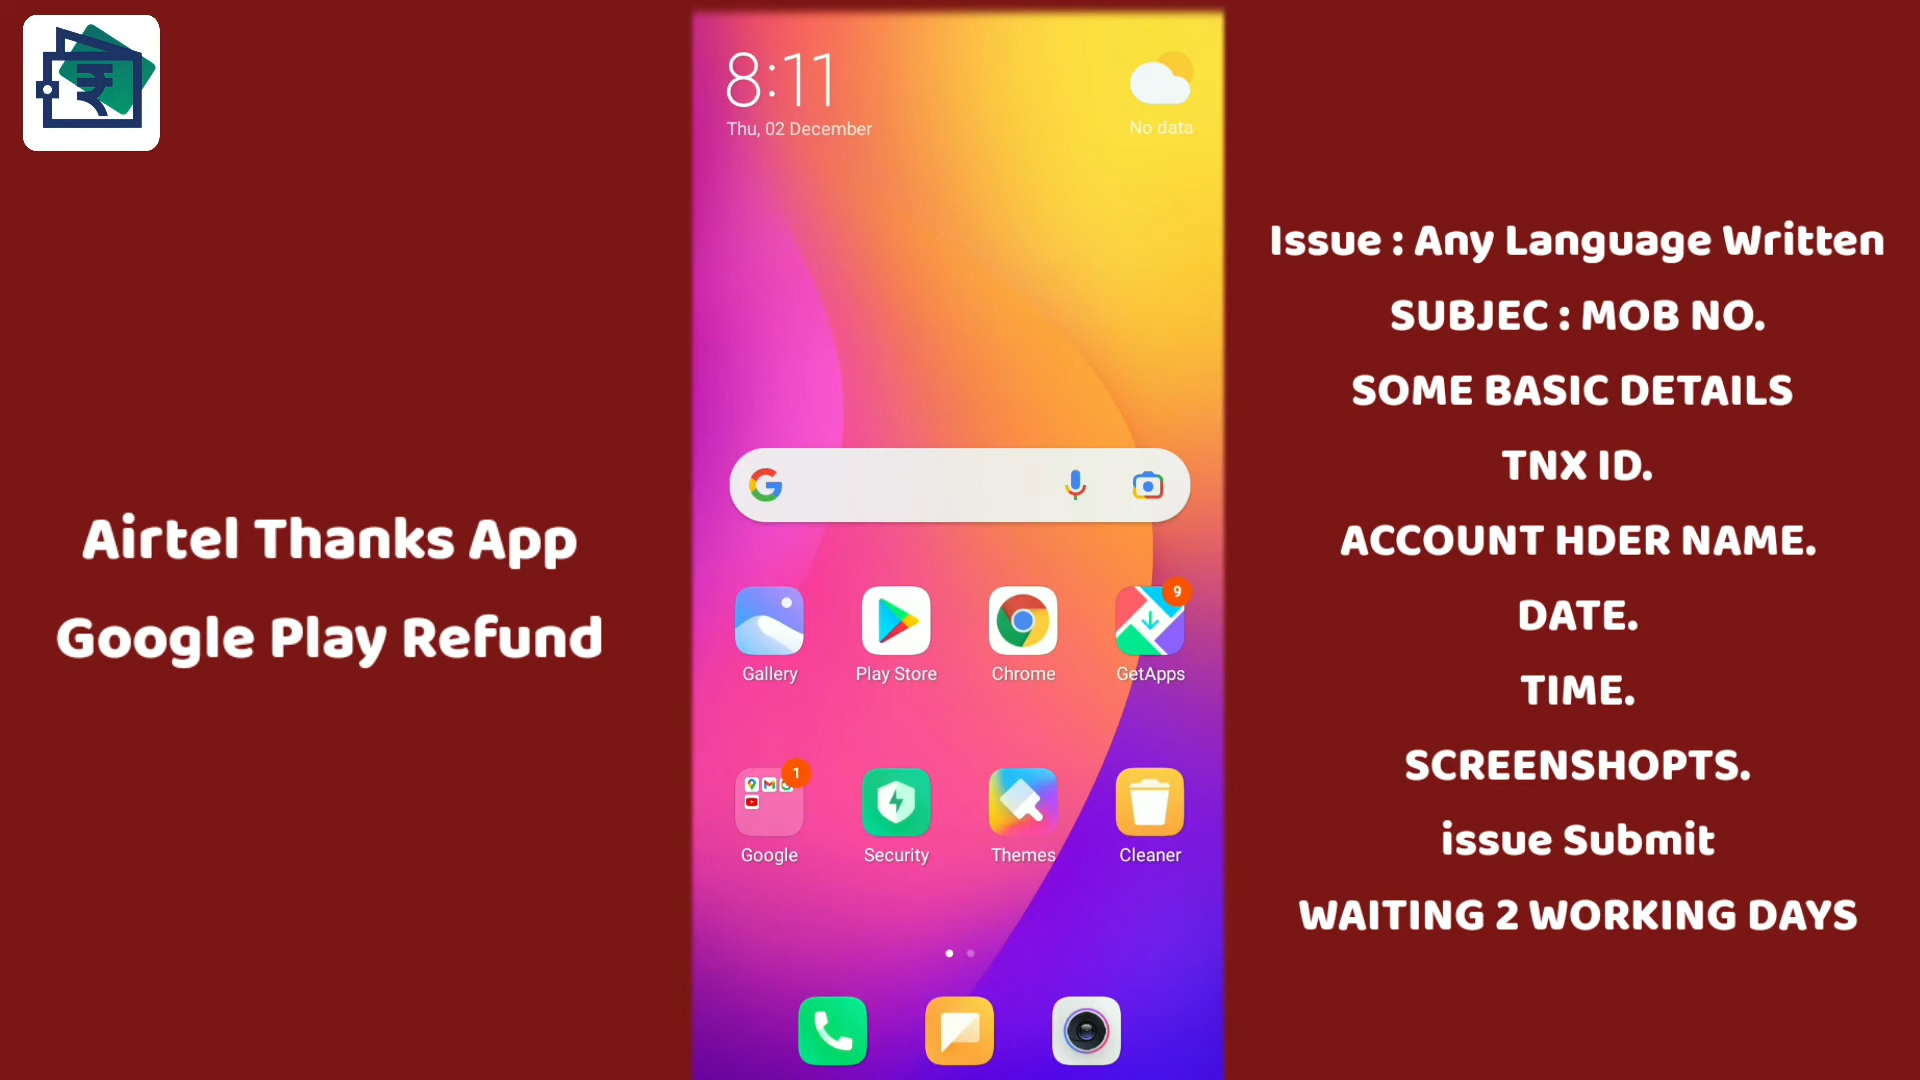 Airtel Thanks App
Google Play Refund
8:11
Thu, 02 December
No data
Gallery
Play Store
Chrome
9
GetApps
1
Google
Security
Themes
Cleaner
Issue : Any Language Written
SUBJEC : MOB NO.
SOME BASIC DETAILS
TNX ID.
ACCOUNT HDER NAME.
DATE.
TIME.
SCREENSHOPTS.
issue Submit
WAITING 2 WORKING DAYS